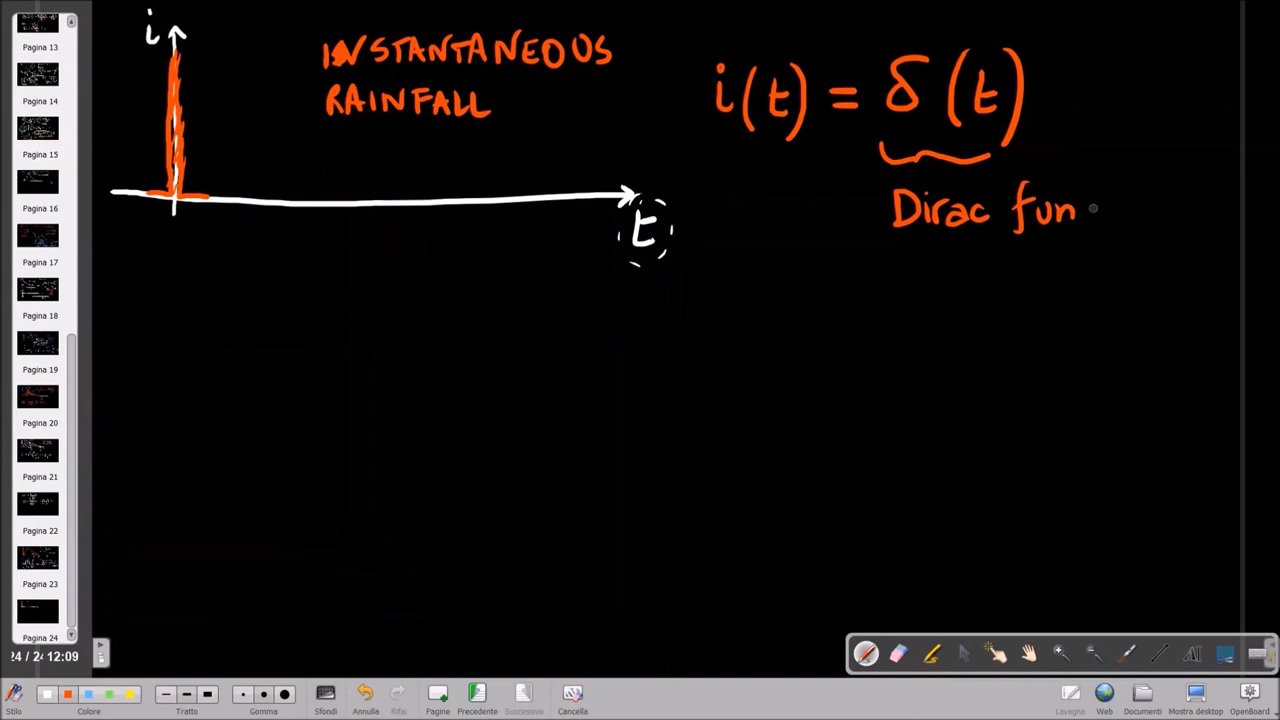 Pagina 13
Pagina 14
Pagina 15
Pagina 16
Pagina 17
Pagina 18
Pagina 19
Pagina 20
Pagina 21
Pagina 22
Pagina 23
Pagina 24
24 / 24 12:09
i
INSTANTANEOUS
RAINFALL
t
i(t) = δ(t)
Dirac fun
Stilo
Colore
Tratto
Gomma
Sfondi
Annulla
Rifai
Pagine
Precedente
Successive
Cancella
Lavagna
Web
Documenti
Mostra desktop
OpenBoard